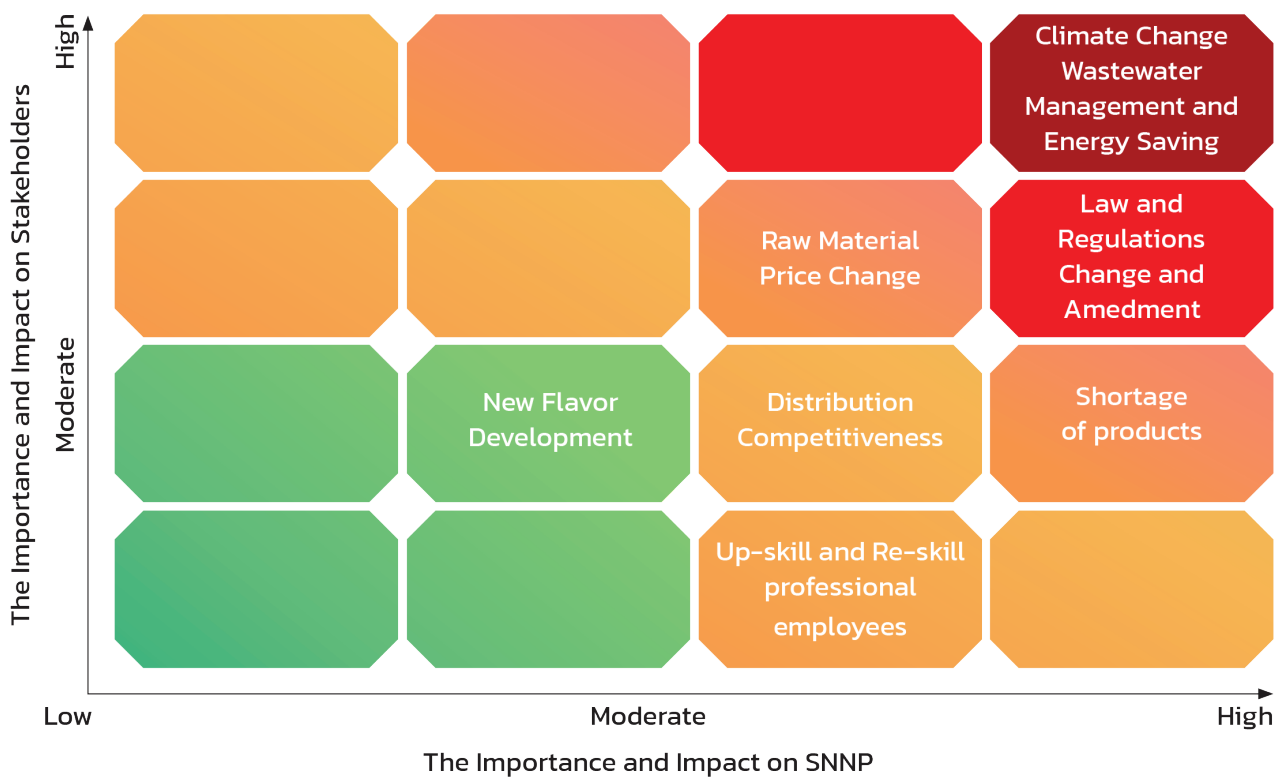 The Importance and Impact on Stakeholders
High
Moderate
Climate Change
Wastewater
Management and
Energy Saving
Raw Material
Price Change
Law and
Regulations
Change and
Amedment
New Flavor
Development
Distribution
Competitiveness
Shortage
of products
Up-skill and Re-skill
professional
employees
Low
Moderate
High
The Importance and Impact on SNNP